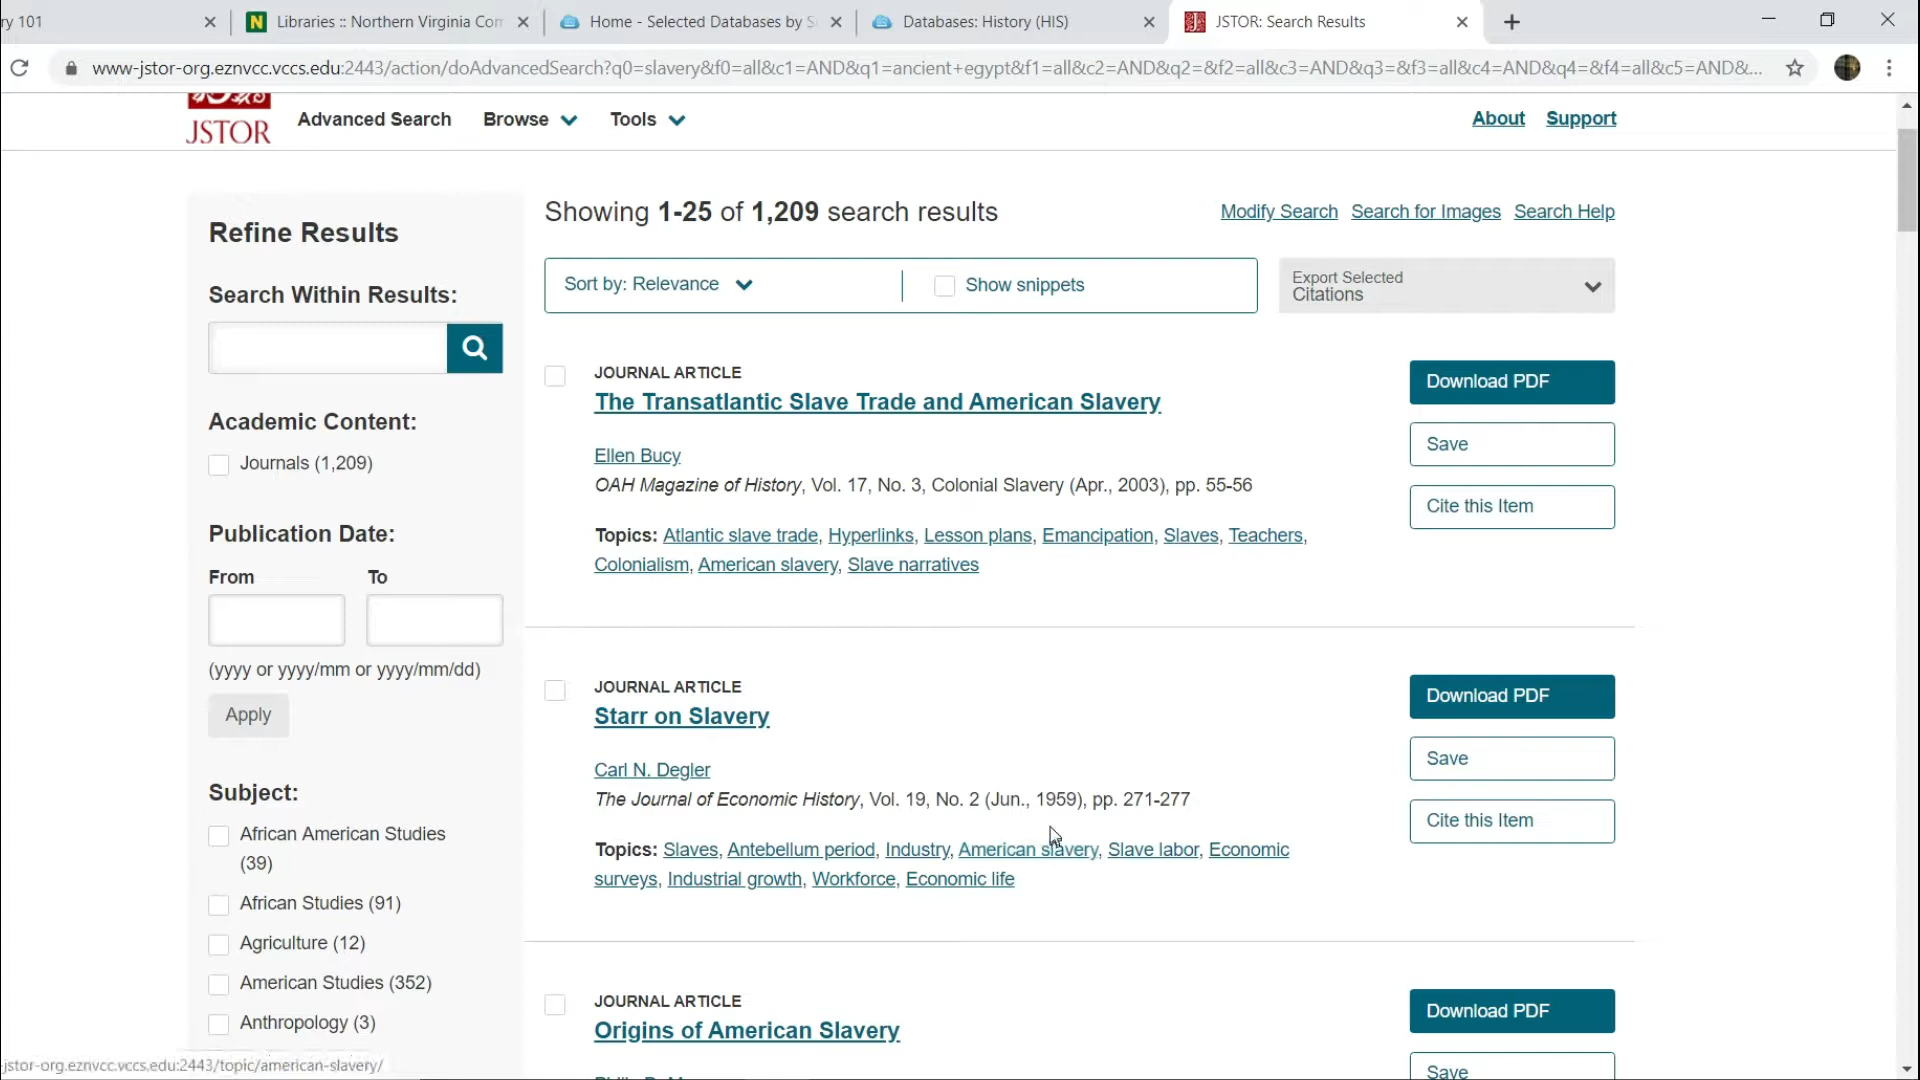 ry 101
Libraries :: Northern Virginia Com
Home - Selected Databases by S
Databases: History (HIS)
JSTOR: Search Results
www-jstor-org.eznvcc.vccs.edu:2443/action/doAdvancedSearch?q0=slavery&f0=all&c1=AND&q1=ancient+egypt&f1=all&c2=AND&q2=&f2=all&c3=AND&q3=&f3=all&c4=AND&q4=&f4=all&c5=AND&...
JSTOR
Advanced Search
Browse
Tools
About
Support
Refine Results
Search Within Results:
Academic Content:
Journals (1,209)
Publication Date:
From
To
(yyyy or yyyy/mm or yyyy/mm/dd)
Apply
Subject:
African American Studies
(39)
African Studies (91)
Agriculture (12)
American Studies (352)
Anthropology (3)
Showing 1-25 of 1,209 search results
Modify Search
Search for Images
Search Help
Sort by: Relevance
Show snippets
Export Selected
Citations
JOURNAL ARTICLE
The Transatlantic Slave Trade and American Slavery
Ellen Bucy
OAH Magazine of History, Vol. 17, No. 3, Colonial Slavery (Apr., 2003), pp. 55-56
Topics: Atlantic slave trade, Hyperlinks, Lesson plans, Emancipation, Slaves, Teachers,
Colonialism, American slavery, Slave narratives
Download PDF
Save
Cite this Item
JOURNAL ARTICLE
Starr on Slavery
Carl N. Degler
The Journal of Economic History, Vol. 19, No. 2 (Jun., 1959), pp. 271-277
Topics: Slaves, Antebellum period, Industry, American slavery, Slave labor, Economic
surveys, Industrial growth, Workforce, Economic life
Download PDF
Save
Cite this Item
JOURNAL ARTICLE
Origins of American Slavery
Download PDF
Save
-jstor-org.eznvcc.vccs.edu:2443/topic/american-slavery/